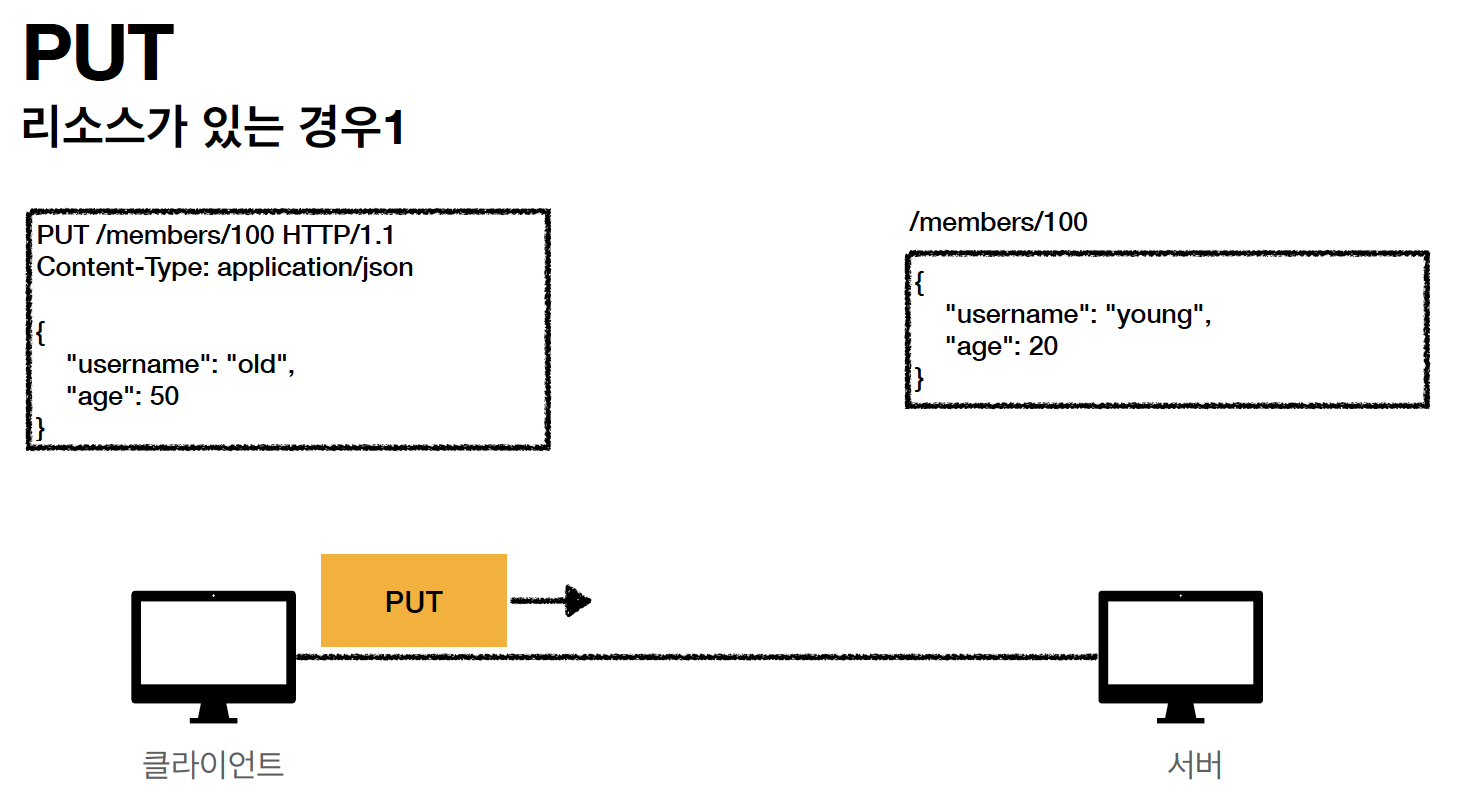 PUT
리소스가 있는 경우1
PUT /members/100 HTTP/1.1
Content-Type: application/json
{
"username": "old",
"age": 50
}
/members/100
{
"username": "young",
"age": 20
}
PUT
클라이언트
서버